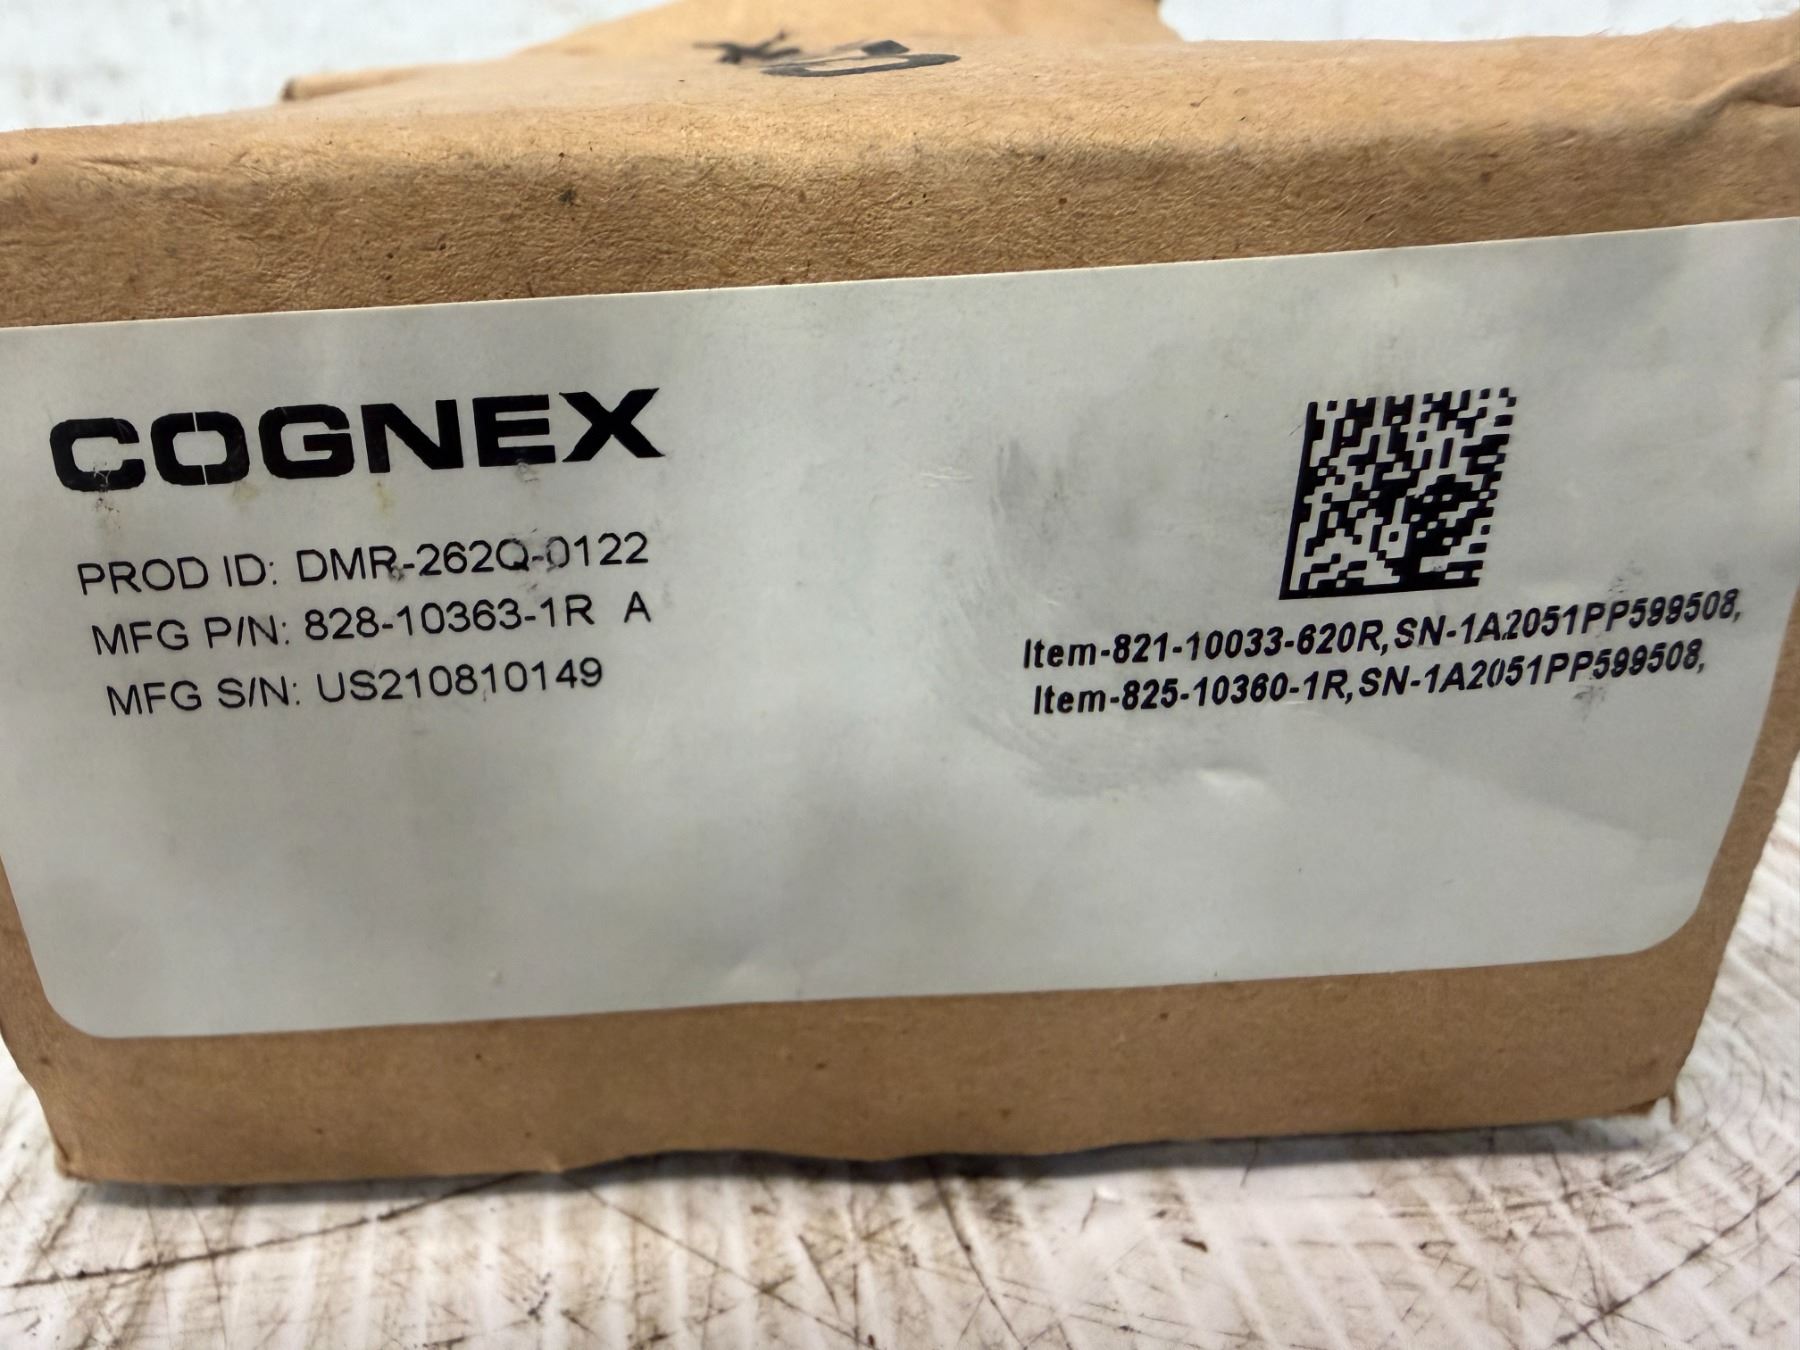 COGNEX
PROD ID: DMR-262Q-0122
MFG P/N: 828-10363-1R A
MFG S/N: US210810149
Item-821-10033-620R,SN-1A2051PP599508,
Item-825-10360-1R,SN-1A2051PP599508,